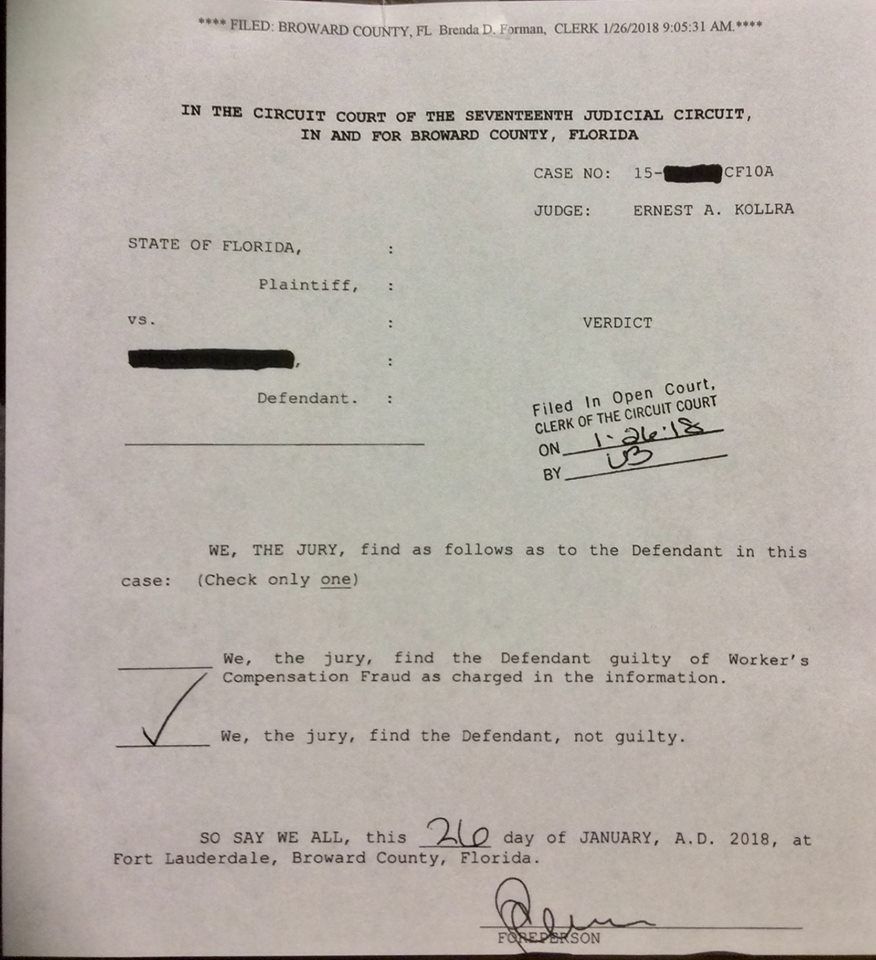 **** FILED: BROWARD COUNTY, FL Brenda D. Forman, CLERK 1/26/2018 9:05:31 AM.****
IN THE CIRCUIT COURT OF THE SEVENTEENTH JUDICIAL CIRCUIT,
IN AND FOR BROWARD COUNTY, FLORIDA
CASE NO: 15- CF10A
JUDGE: ERNEST A. KOLLRA
STATE OF FLORIDA, :
Plaintiff, :
vs. : VERDICT
, :
Defendant. :
Filed In Open Court,
CLERK OF THE CIRCUIT COURT
ON 1-26-18
BY
WE, THE JURY, find as follows as to the Defendant in this
case: (Check only one)
We, the jury, find the Defendant guilty of Worker's
Compensation Fraud as charged in the information.
We, the jury, find the Defendant, not guilty.
SO SAY WE ALL, this 26 day of JANUARY, A.D. 2018, at
Fort Lauderdale, Broward County, Florida.
FOREPERSON